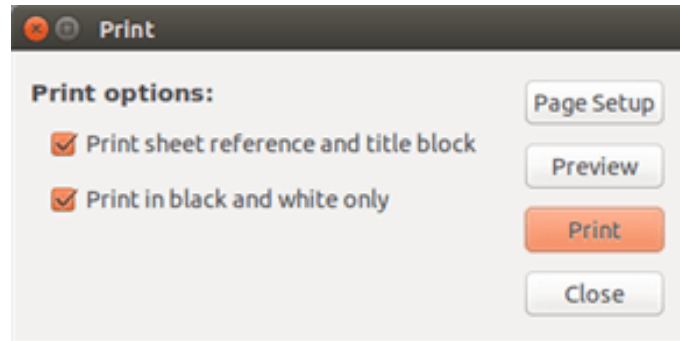 Print
Print options:
Print sheet reference and title block
Print in black and white only
Page Setup
Preview
Print
Close